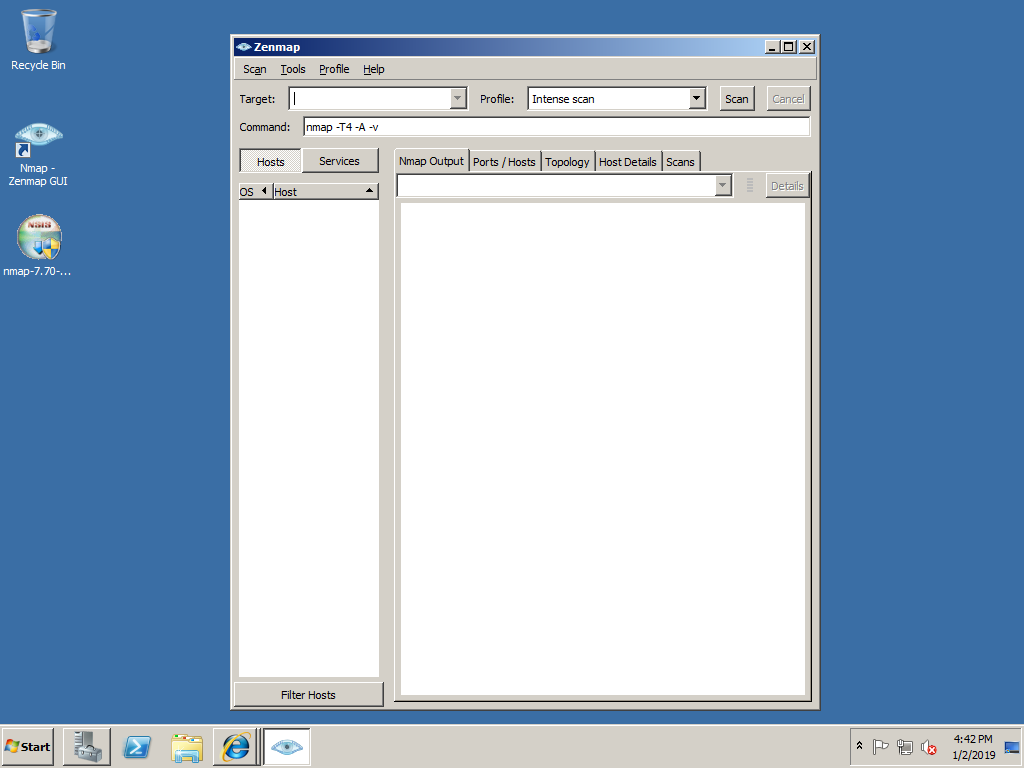 Recycle Bin
Nmap -
Zenmap GUI
NSIS
nmap-7.70-...
Zenmap
Scan Tools Profile Help
Target: Profile: Intense scan Scan Cancel
Command: nmap -T4 -A -v
Hosts Services
OS Host
Nmap Output Ports / Hosts Topology Host Details Scans
Details
Filter Hosts
Start
4:42 PM
1/2/2019